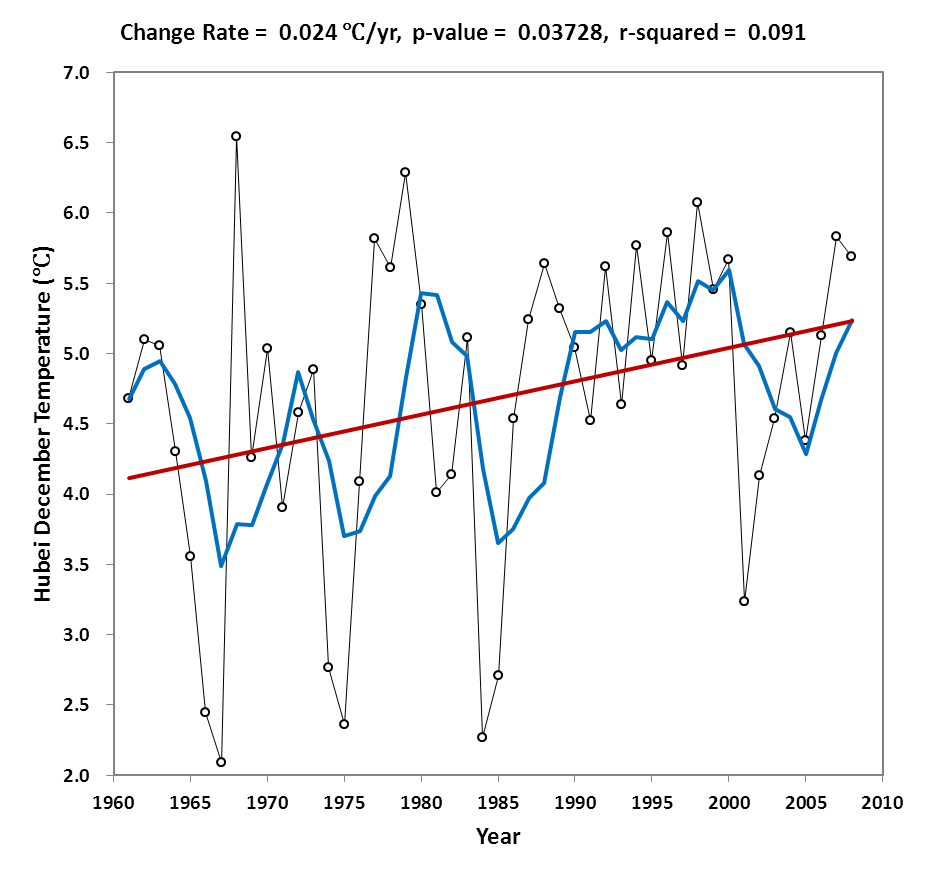 Change Rate = 0.024 ℃/yr, p-value = 0.03728, r-squared = 0.091
7.0
6.5
6.0
5.5
5.0
4.5
4.0
3.5
3.0
2.5
2.0
Hubei December Temperature (℃)
1960 1965 1970 1975 1980 1985 1990 1995 2000 2005 2010
Year